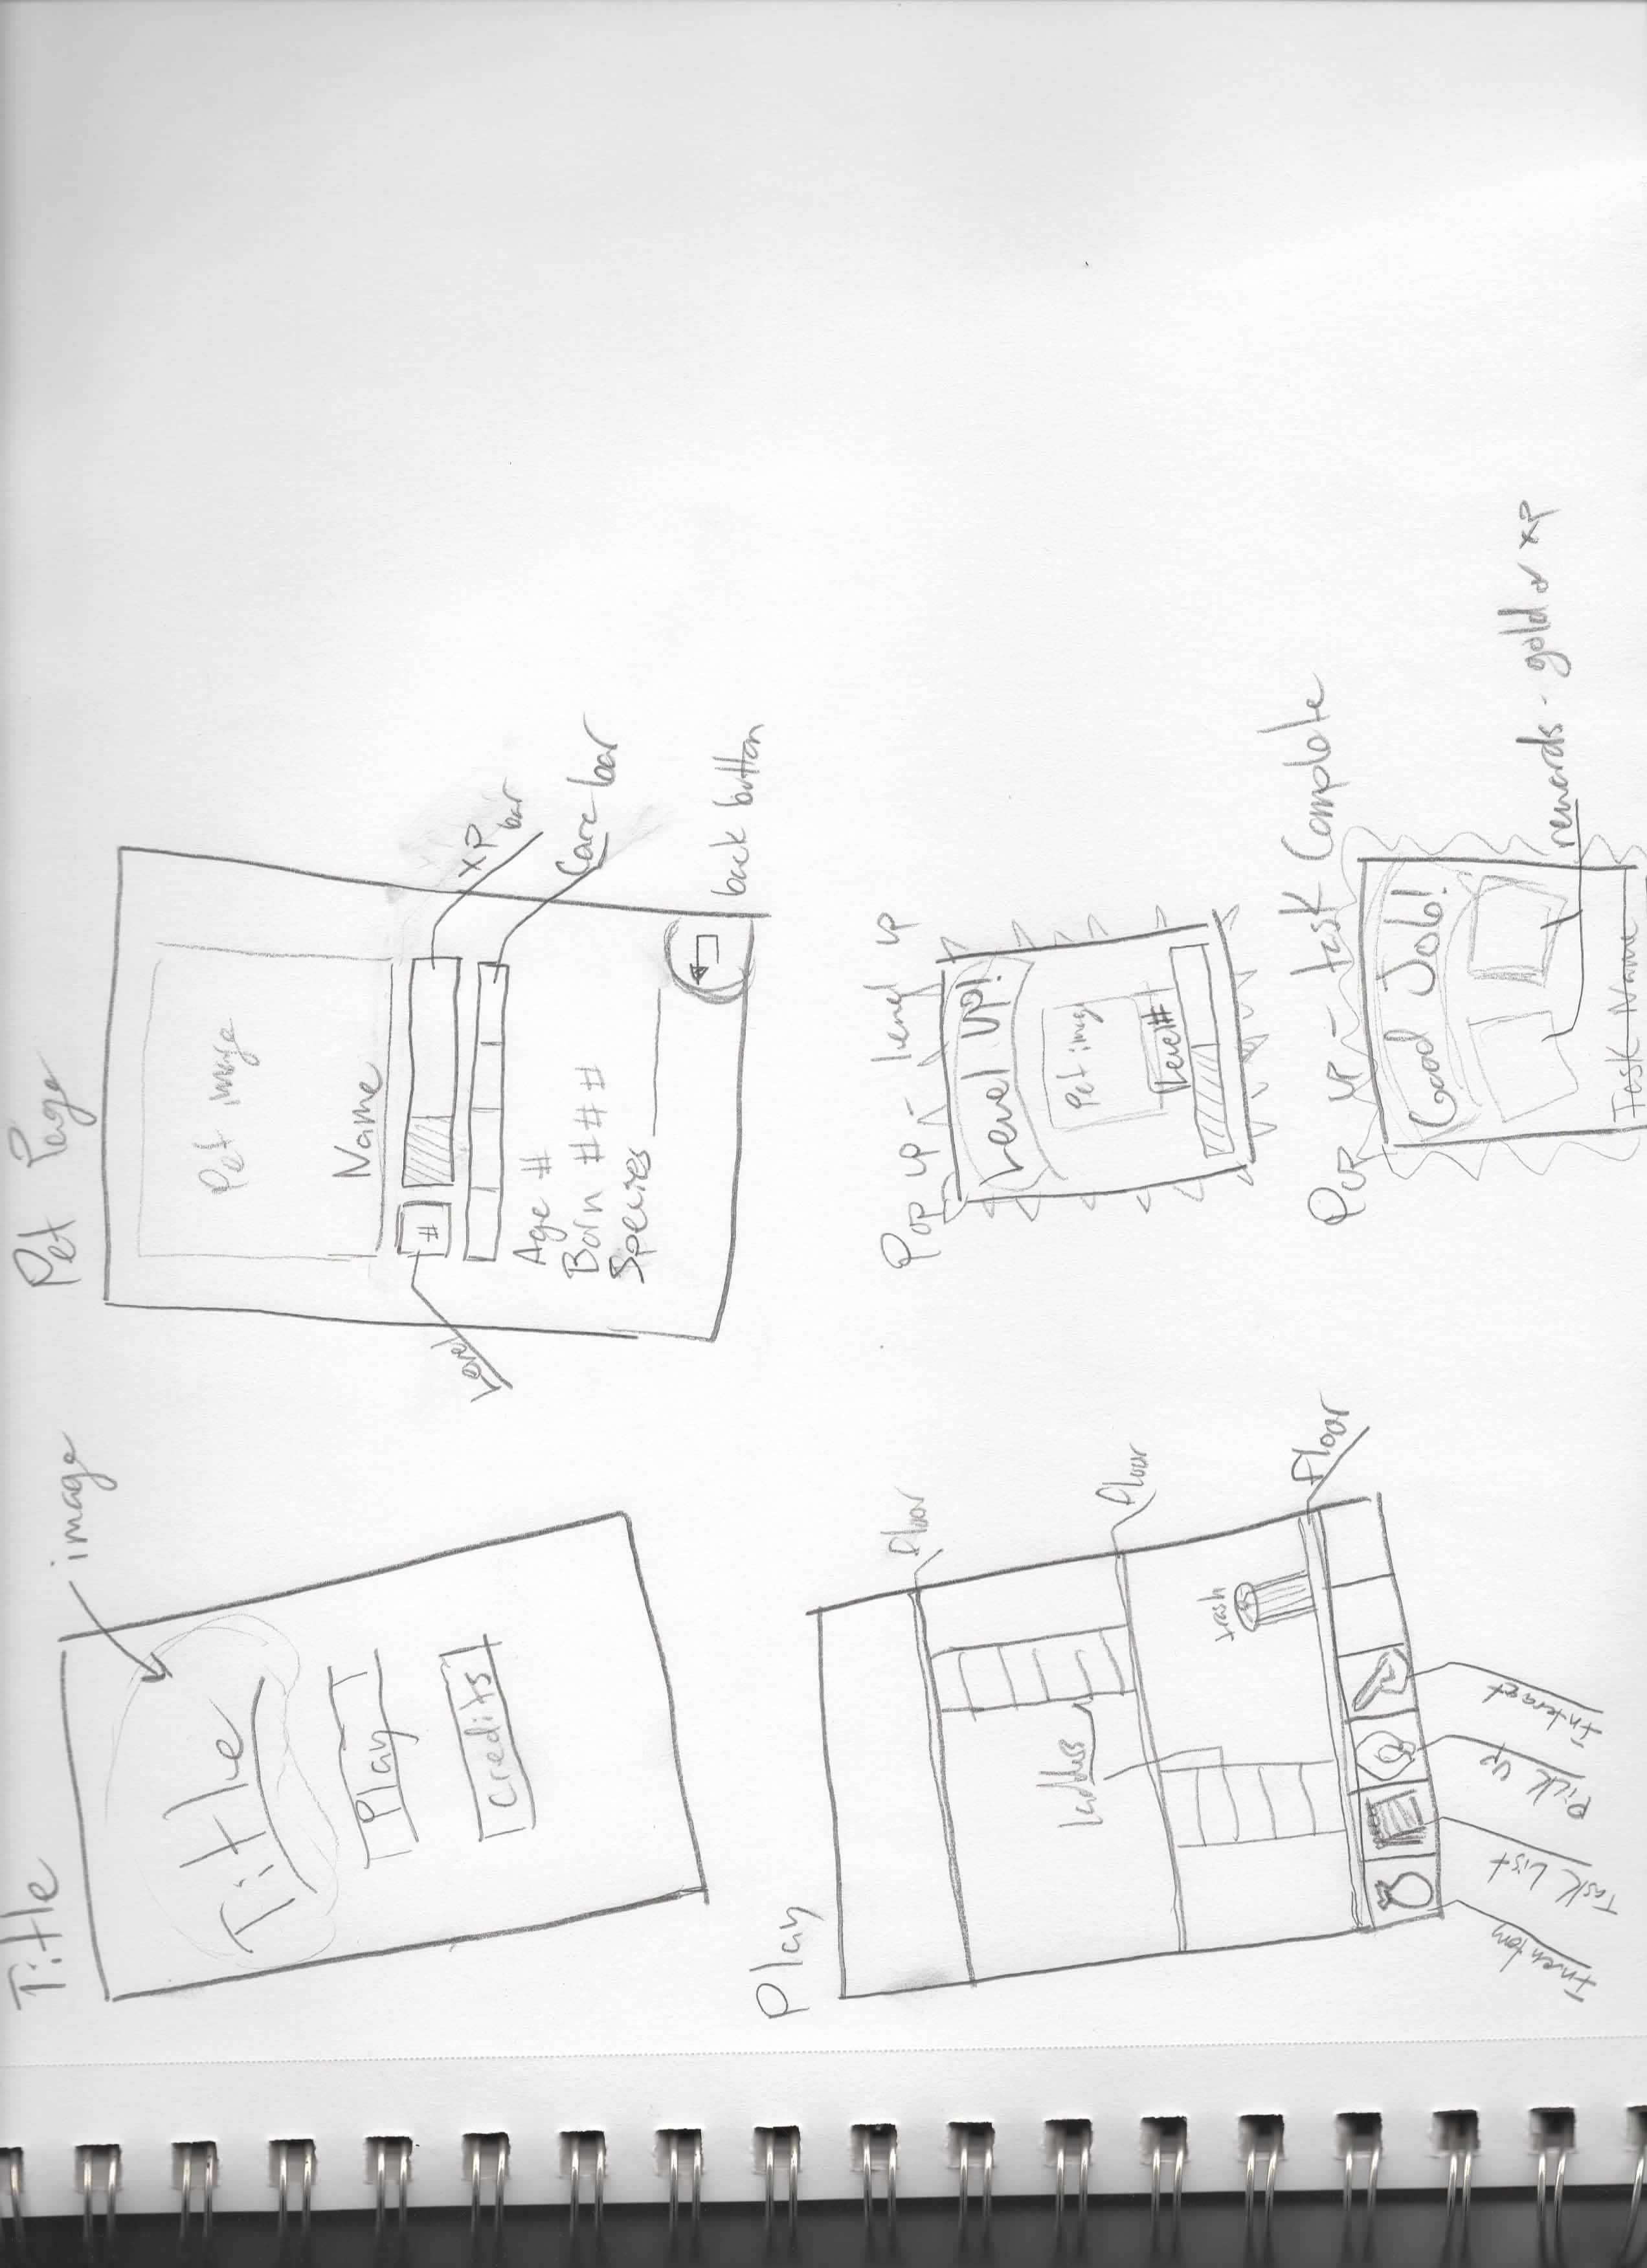 Title
image
Title
Play
Credits
Pet Page
Pet image
Name
#
XP
bar
Care bar
Level
Age #
Born # # #
Species
back button
Play
Floor
Floor
Floor
Ladders
trash
Inventory
Task List
Pick up
Interact
Pop up - Level up
Level up!
Pet image
Level #
Pop up - task Complete
Good Job!
rewards - gold or XP
Task Name